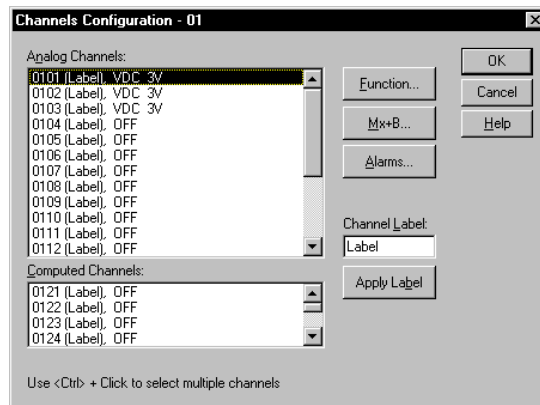 Channels Configuration - 01
Analog Channels:
0101 (Label), VDC 3V
0102 (Label), VDC 3V
0103 (Label), VDC 3V
0104 (Label), OFF
0105 (Label), OFF
0106 (Label), OFF
0107 (Label), OFF
0108 (Label), OFF
0109 (Label), OFF
0110 (Label), OFF
0111 (Label), OFF
0112 (Label), OFF
Computed Channels:
0121 (Label), OFF
0122 (Label), OFF
0123 (Label), OFF
0124 (Label), OFF
Function...
Mx+B...
Alarms...
Channel Label:
Label
Apply Label
OK
Cancel
Help
Use <Ctrl> + Click to select multiple channels